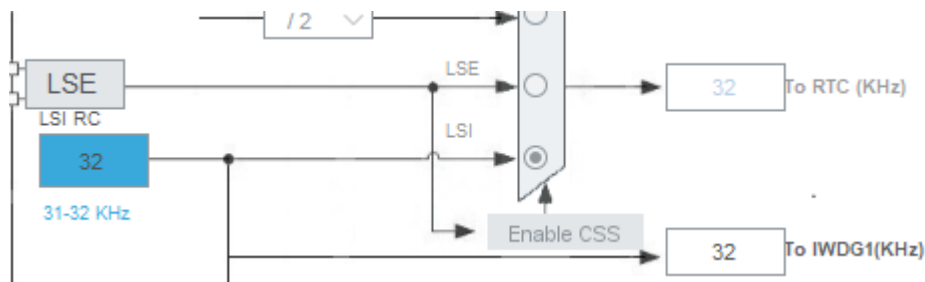 / 2
LSE
LSE
32
To RTC (KHz)
LSI RC
LSI
32
31-32 KHz
Enable CSS
32
To IWDG1(KHz)